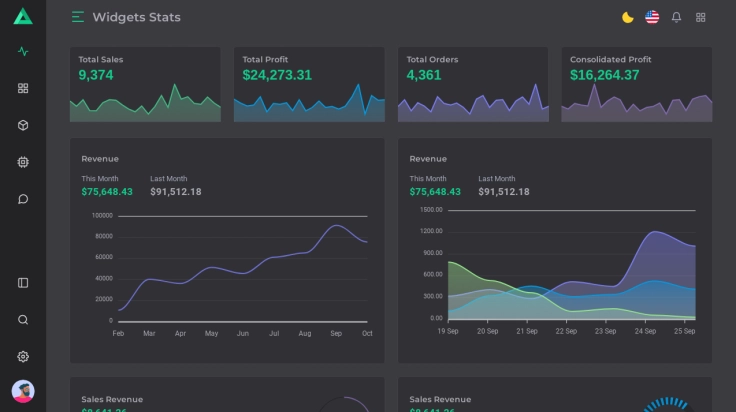 Widgets Stats
Total Sales
9,374
Total Profit
$24,273.31
Total Orders
4,361
Consolidated Profit
$16,264.37
Revenue
This Month Last Month
$75,648.43 $91,512.18
100000
80000
60000
40000
20000
0
Feb Mar Apr May Jun Jul Aug Sep Oct
Revenue
This Month Last Month
$75,648.43 $91,512.18
1500.00
1200.00
900.00
600.00
300.00
0.00
19 Sep 20 Sep 21 Sep 22 Sep 23 Sep 24 Sep 25 Sep
Sales Revenue
Sales Revenue